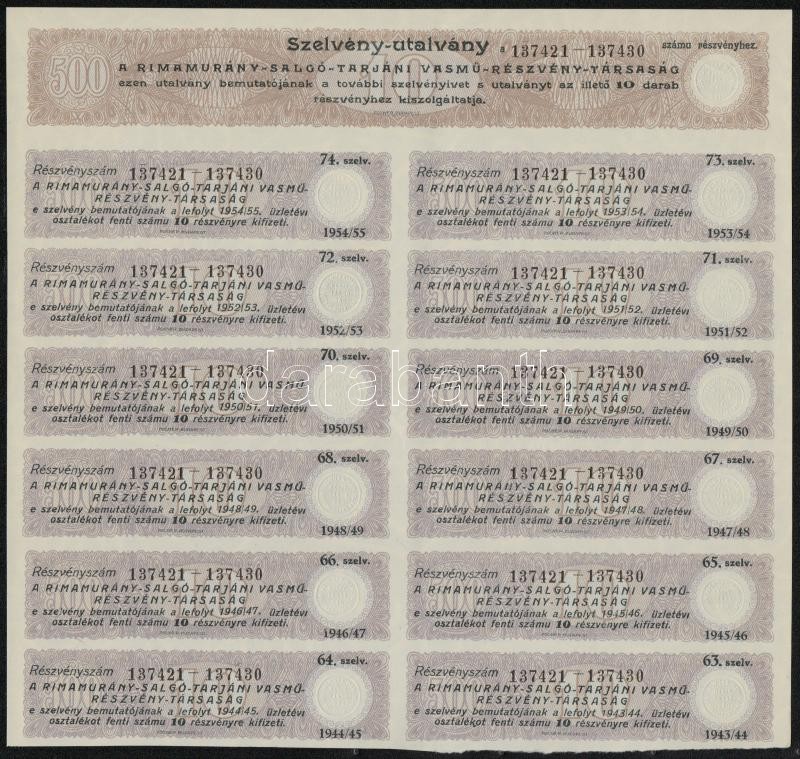 Szelvény-utalvány a 137421—137430 számu részvényhez.
500 10
A RIMAMURÁNY-SALGÓ-TARJÁNI VASMŰ-RÉSZVÉNY-TÁRSASÁG
ezen utalvány bemutatójának a további szelvényivet s utalványt az illető 10 darab
részvényhez kiszolgáltatja.
74. szelv.
Részvényszám 137421—137430
A RIMAMURÁNY-SALGÓ-TARJÁNI VASMŰ-
RÉSZVÉNY-TÁRSASÁG
e szelvény bemutatójának a lefolyt 1954/55. üzletévi
osztalékot fenti számu 10 részvényre kifizeti.
1954/55
73. szelv.
Részvényszám 137421—137430
A RIMAMURÁNY-SALGÓ-TARJÁNI VASMŰ-
RÉSZVÉNY-TÁRSASÁG
e szelvény bemutatójának a lefolyt 1953/54. üzletévi
osztalékot fenti számu 10 részvényre kifizeti.
1953/54
72. szelv.
Részvényszám 137421—137430
A RIMAMURÁNY-SALGÓ-TARJÁNI VASMŰ-
RÉSZVÉNY-TÁRSASÁG
e szelvény bemutatójának a lefolyt 1952/53. üzletévi
osztalékot fenti számu 10 részvényre kifizeti.
1952/53
71. szelv.
Részvényszám 137421—137430
A RIMAMURÁNY-SALGÓ-TARJÁNI VASMŰ-
RÉSZVÉNY-TÁRSASÁG
e szelvény bemutatójának a lefolyt 1951/52. üzletévi
osztalékot fenti számu 10 részvényre kifizeti.
1951/52
70. szelv.
Részvényszám 137421—137430
A RIMAMURÁNY-SALGÓ-TARJÁNI VASMŰ-
RÉSZVÉNY-TÁRSASÁG
e szelvény bemutatójának a lefolyt 1950/51. üzletévi
osztalékot fenti számu 10 részvényre kifizeti.
1950/51
69. szelv.
Részvényszám 137421—137430
A RIMAMURÁNY-SALGÓ-TARJÁNI VASMŰ-
RÉSZVÉNY-TÁRSASÁG
e szelvény bemutatójának a lefolyt 1949/50. üzletévi
osztalékot fenti számu 10 részvényre kifizeti.
1949/50
darabanth
68. szelv.
Részvényszám 137421—137430
A RIMAMURÁNY-SALGÓ-TARJÁNI VASMŰ-
RÉSZVÉNY-TÁRSASÁG
e szelvény bemutatójának a lefolyt 1948/49. üzletévi
osztalékot fenti számu 10 részvényre kifizeti.
1948/49
67. szelv.
Részvényszám 137421—137430
A RIMAMURÁNY-SALGÓ-TARJÁNI VASMŰ-
RÉSZVÉNY-TÁRSASÁG
e szelvény bemutatójának a lefolyt 1947/48. üzletévi
osztalékot fenti számu 10 részvényre kifizeti.
1947/48
66. szelv.
Részvényszám 137421—137430
A RIMAMURÁNY-SALGÓ-TARJÁNI VASMŰ-
RÉSZVÉNY-TÁRSASÁG
e szelvény bemutatójának a lefolyt 1946/47. üzletévi
osztalékot fenti számu 10 részvényre kifizeti.
1946/47
65. szelv.
Részvényszám 137421—137430
A RIMAMURÁNY-SALGÓ-TARJÁNI VASMŰ-
RÉSZVÉNY-TÁRSASÁG
e szelvény bemutatójának a lefolyt 1945/46. üzletévi
osztalékot fenti számu 10 részvényre kifizeti.
1945/46
64. szelv.
Részvényszám 137421—137430
A RIMAMURÁNY-SALGÓ-TARJÁNI VASMŰ-
RÉSZVÉNY-TÁRSASÁG
e szelvény bemutatójának a lefolyt 1944/45. üzletévi
osztalékot fenti számu 10 részvényre kifizeti.
1944/45
63. szelv.
Részvényszám 137421—137430
A RIMAMURÁNY-SALGÓ-TARJÁNI VASMŰ-
RÉSZVÉNY-TÁRSASÁG
e szelvény bemutatójának a lefolyt 1943/44. üzletévi
osztalékot fenti számu 10 részvényre kifizeti.
1943/44